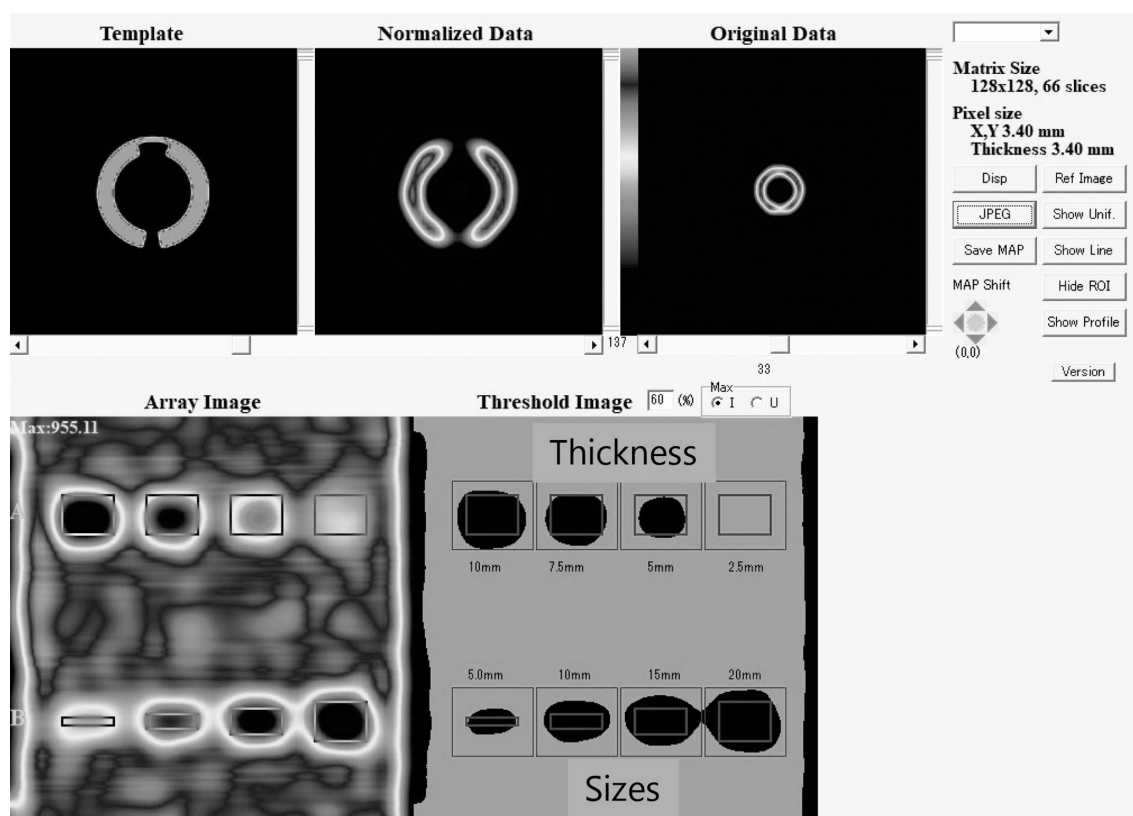 Template
Normalized Data
Original Data
Matrix Size
128x128, 66 slices
Pixel size
X,Y 3.40 mm
Thickness 3.40 mm
Disp
Ref Image
JPEG
Show Unif.
Save MAP
Show Line
MAP Shift
Hide ROI
Show Profile
(0,0)
Version
137
33
Array Image
Threshold Image
60 (%)
Max
I U
Max:955.11
Thickness
A
10mm 7.5mm 5mm 2.5mm
5.0mm 10mm 15mm 20mm
B
Sizes